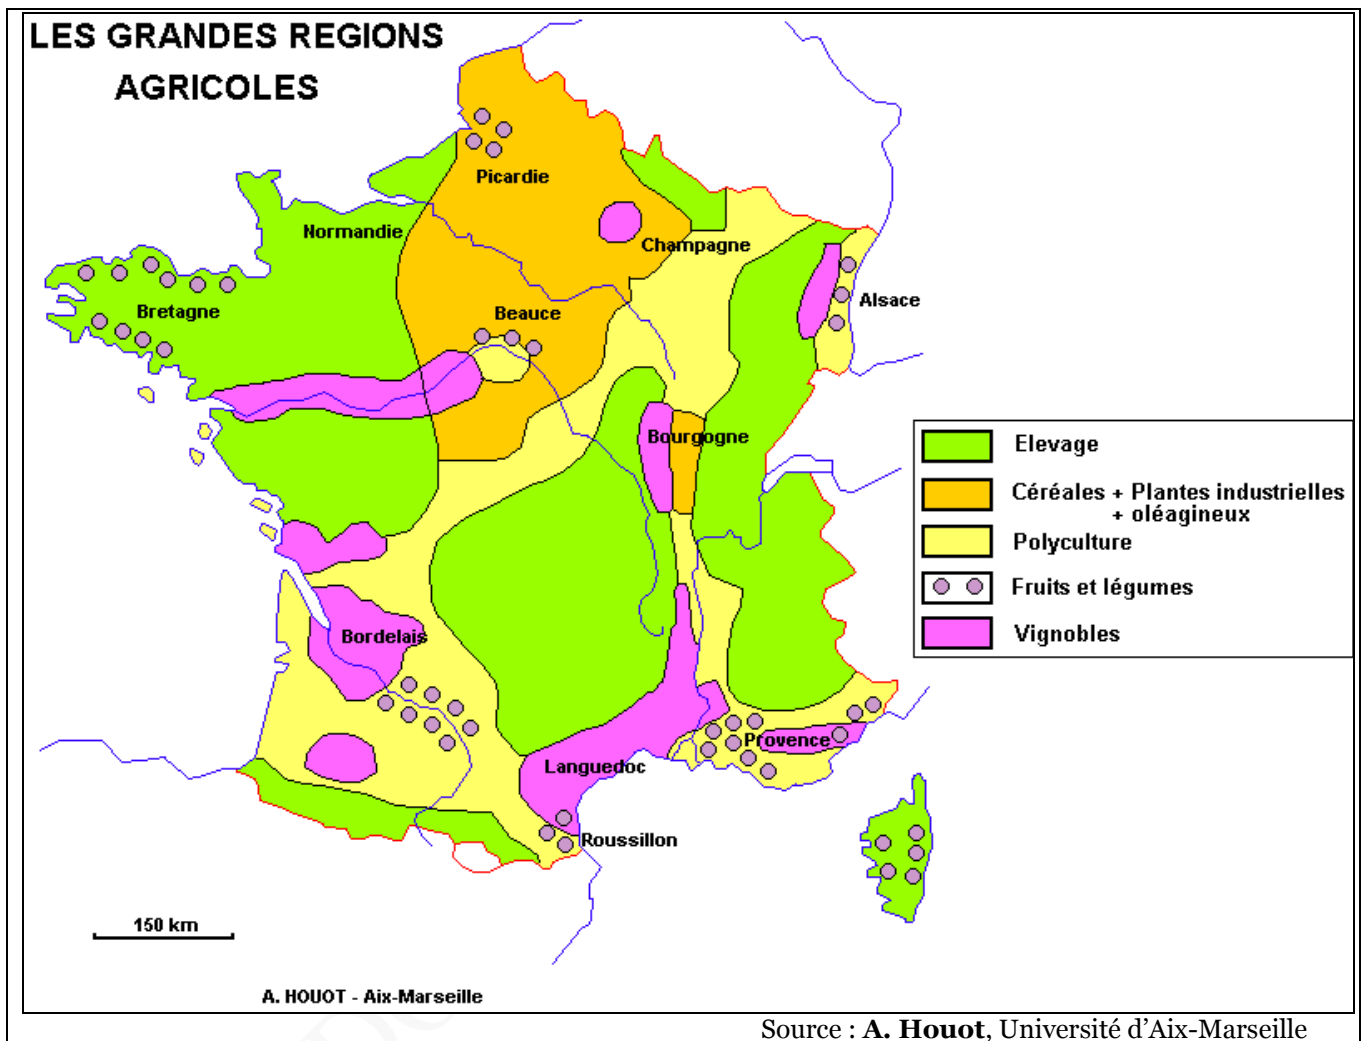 LES GRANDES REGIONS
AGRICOLES
Picardie
Normandie
Champagne
Bretagne
Beauce
Alsace
Bourgogne
Bordelais
Provence
Languedoc
Roussillon
Elevage
Céréales + Plantes industrielles
+ oléagineux
Polyculture
Fruits et légumes
Vignobles
150 km
A. HOUOT - Aix-Marseille
Source : A. Houot, Université d'Aix-Marseille